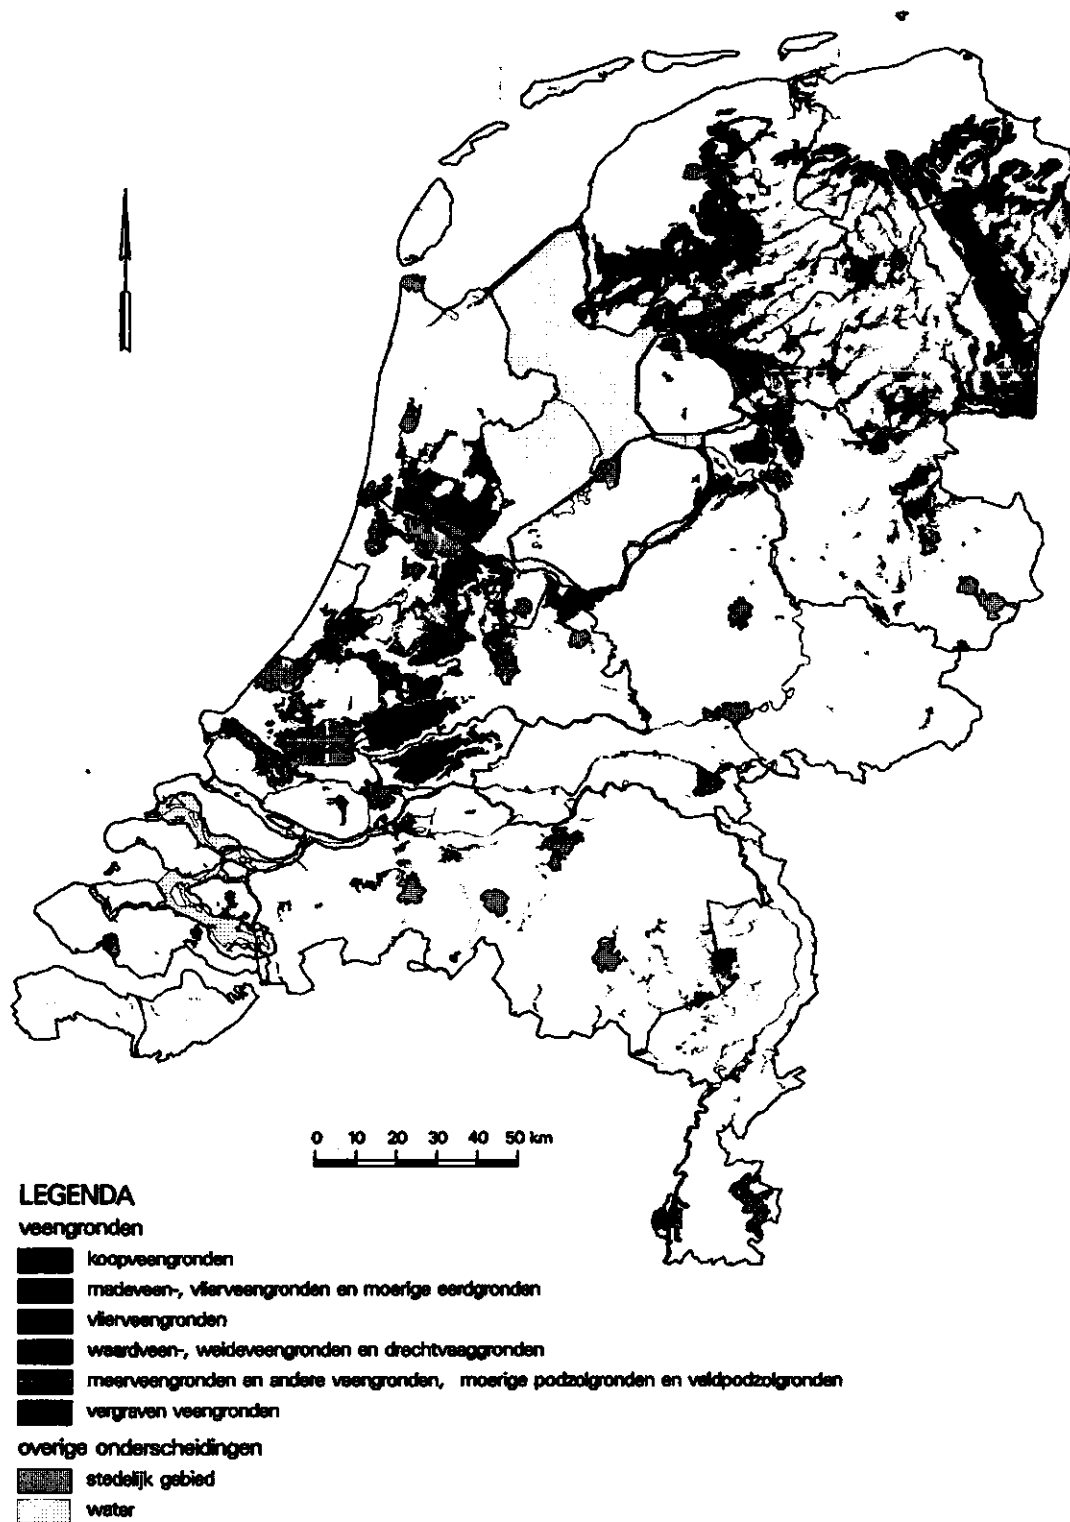 0 10 20 30 40 50 km
LEGENDA
veengronden
koopveengronden
madeveen-, vlierveengronden en moerige eerdgronden
vlierveengronden
waardveen-, weideveengronden en drechtvaaggronden
meerveengronden en andere veengronden, moerige podzolgronden en veldpodzolgronden
vergraven veengronden
overige onderscheidingen
stedelijk gebied
water